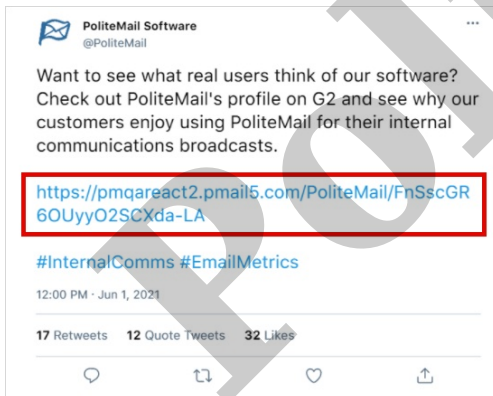 PoliteMail Software
@PoliteMail
Want to see what real users think of our software?
Check out PoliteMail's profile on G2 and see why our
customers enjoy using PoliteMail for their internal
communications broadcasts.
https://pmqareact2.pmail5.com/PoliteMail/FnSscGR
6OUyyO2SCXda-LA
#InternalComms #EmailMetrics
12:00 PM · Jun 1, 2021
17 Retweets 12 Quote Tweets 32 Likes